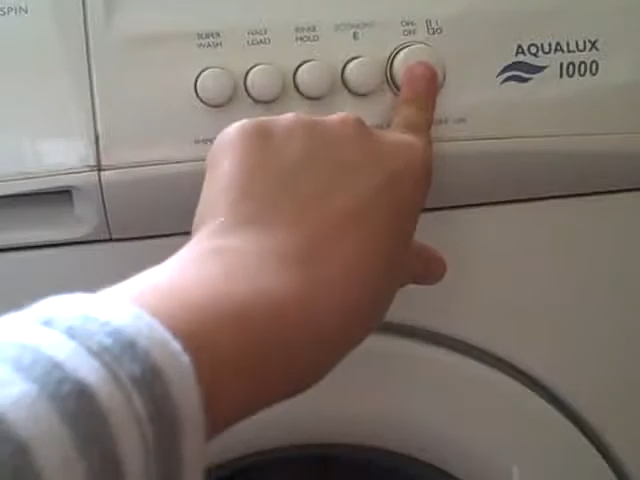 SPIN
SUPER
WASH
HALF
LOAD
RINSE
HOLD
ECONOMY
E
ON
OFF
AQUALUX
1000